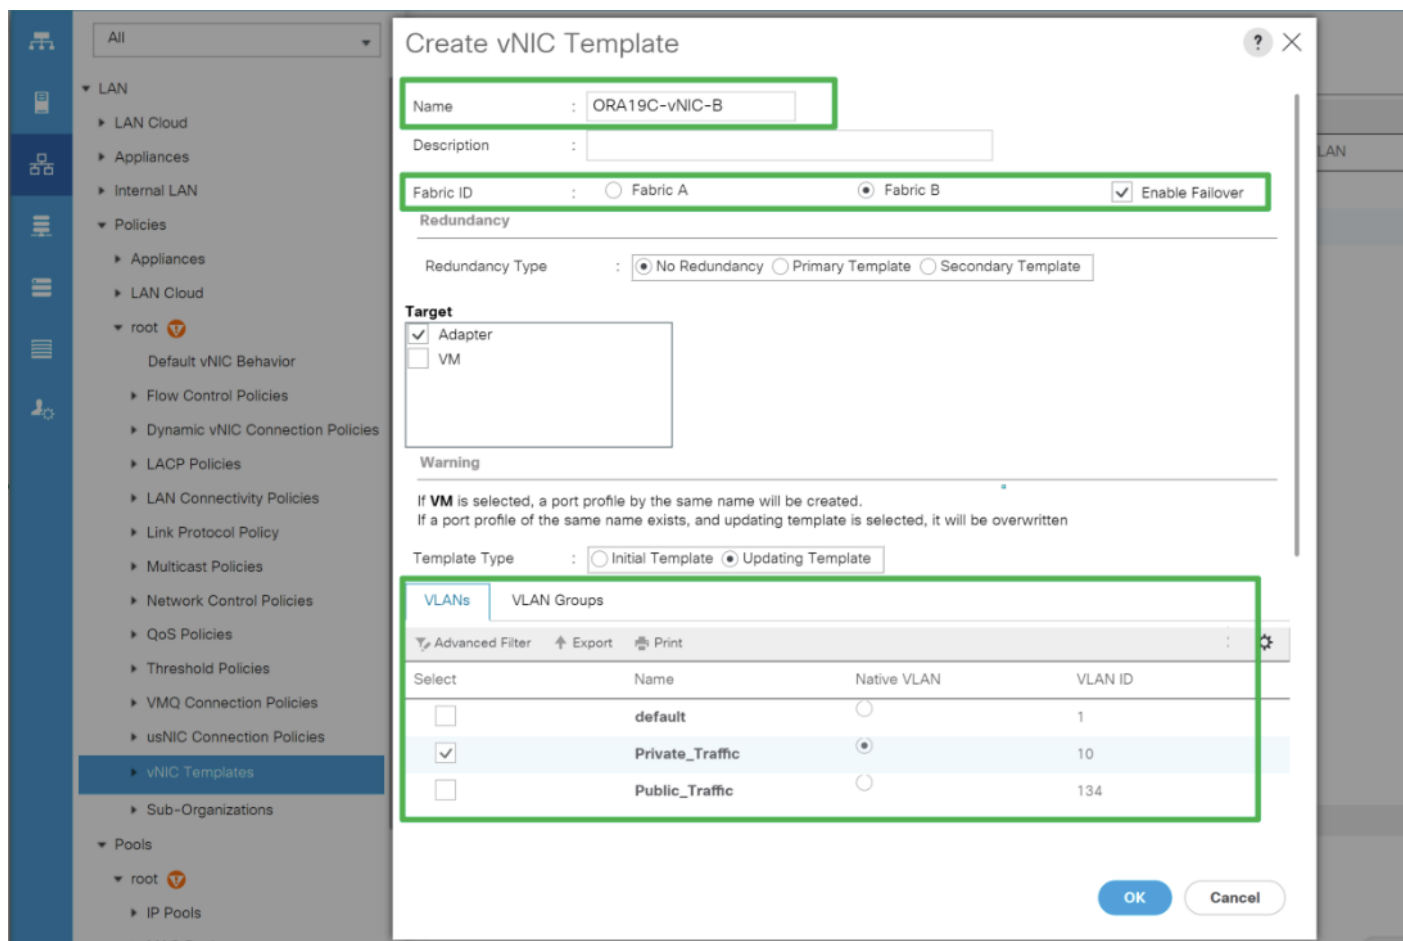 All
LAN
LAN Cloud
Appliances
Internal LAN
Policies
Appliances
LAN Cloud
root
Default vNIC Behavior
Flow Control Policies
Dynamic vNIC Connection Policies
LACP Policies
LAN Connectivity Policies
Link Protocol Policy
Multicast Policies
Network Control Policies
QoS Policies
Threshold Policies
VMQ Connection Policies
usNIC Connection Policies
vNIC Templates
Sub-Organizations
Pools
root
IP Pools
Create vNIC Template
?
Name : ORA19C-vNIC-B
Description :
Fabric ID : Fabric A Fabric B Enable Failover
Redundancy
Redundancy Type : No Redundancy Primary Template Secondary Template
Target
Adapter
VM
Warning
If VM is selected, a port profile by the same name will be created.
If a port profile of the same name exists, and updating template is selected, it will be overwritten
Template Type : Initial Template Updating Template
VLANs VLAN Groups
Advanced Filter Export Print
Select Name Native VLAN VLAN ID
default 1
Private_Traffic 10
Public_Traffic 134
OK Cancel